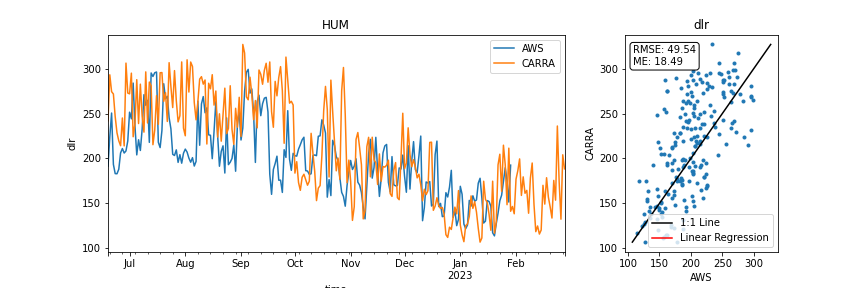 HUM
dlr
AWS
CARRA
dlr
300
250
200
150
100
Jul
Aug
Sep
Oct
Nov
Dec
Jan
2023
Feb
time
dlr
RMSE: 49.54
ME: 18.49
CARRA
300
250
200
150
100
1:1 Line
Linear Regression
100
150
200
250
300
AWS